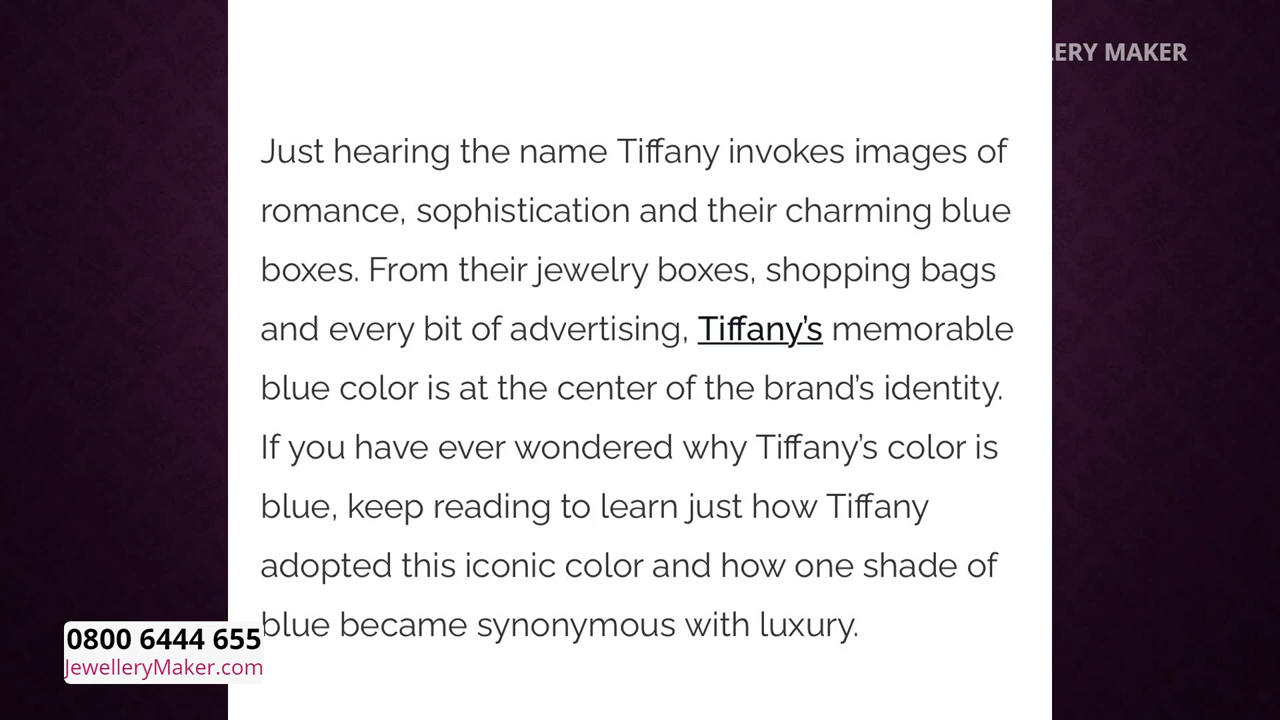 LERY MAKER
Just hearing the name Tiffany invokes images of
romance, sophistication and their charming blue
boxes. From their jewelry boxes, shopping bags
and every bit of advertising, Tiffany’s memorable
blue color is at the center of the brand’s identity.
If you have ever wondered why Tiffany’s color is
blue, keep reading to learn just how Tiffany
adopted this iconic color and how one shade of
blue became synonymous with luxury.
0800 6444 655
JewelleryMaker.com